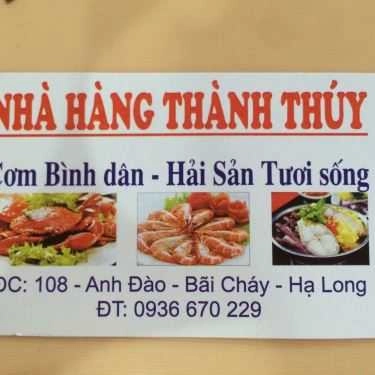 NHÀ HÀNG THÀNH THÚY
Cơm Bình dân - Hải Sản Tươi sống
ĐC: 108 - Anh Đào - Bãi Cháy - Hạ Long
ĐT: 0936 670 229